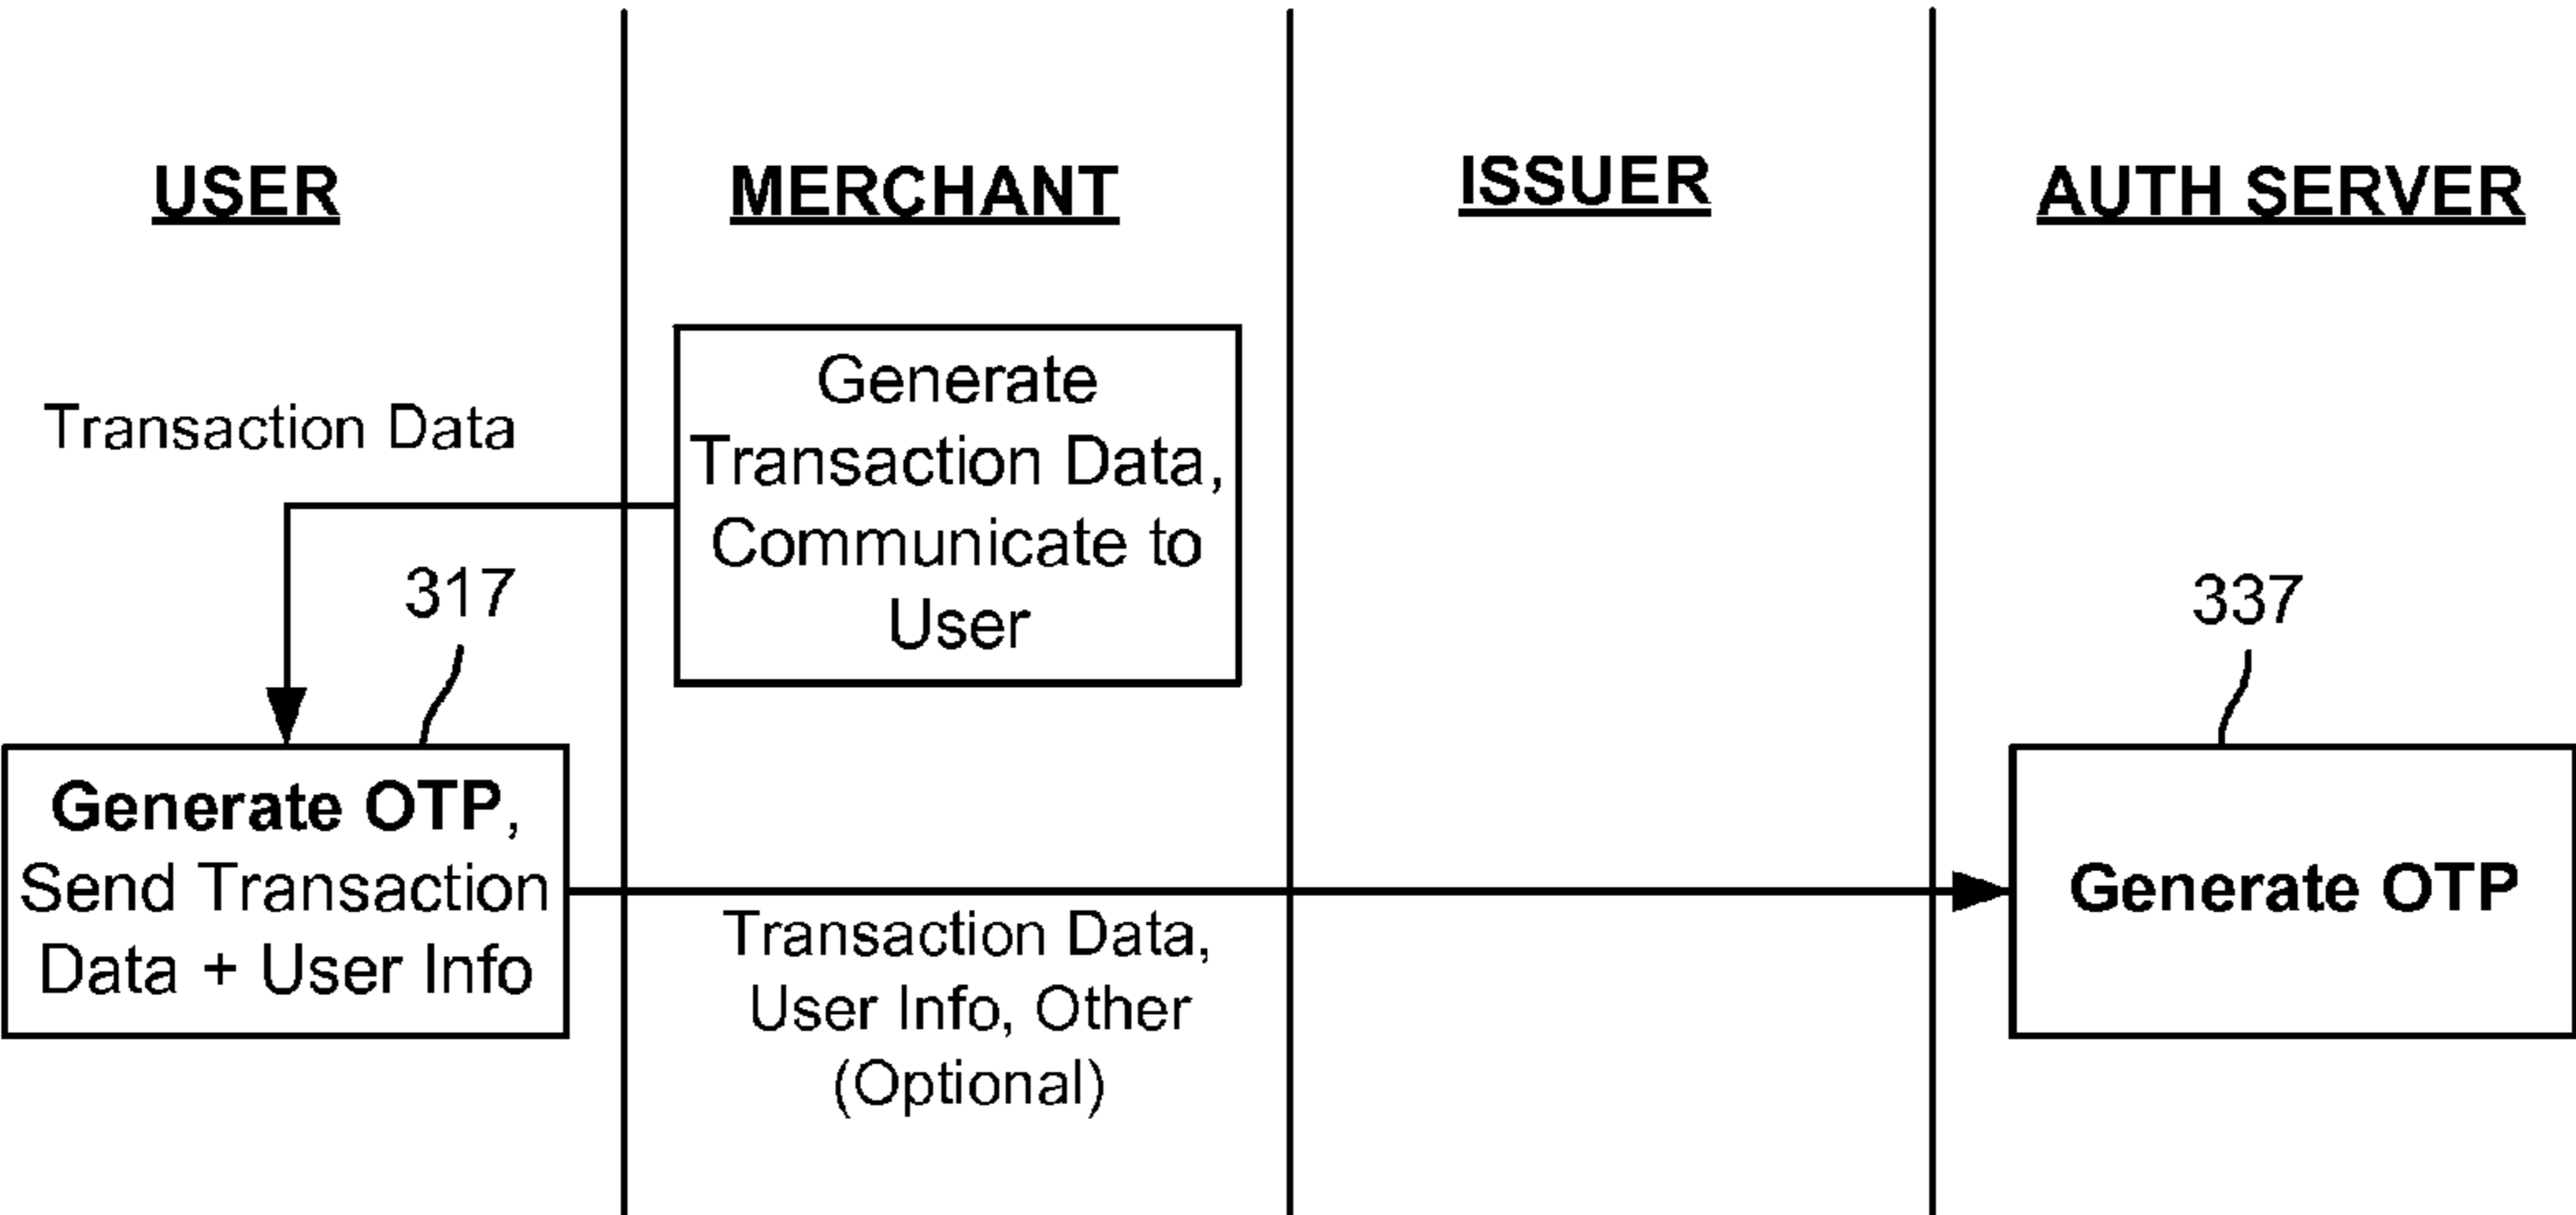 USER
MERCHANT
ISSUER
AUTH SERVER
Transaction Data
Generate
Transaction Data,
Communicate to
User
317
337
Generate OTP,
Send Transaction
Data + User Info
Transaction Data,
User Info, Other
(Optional)
Generate OTP